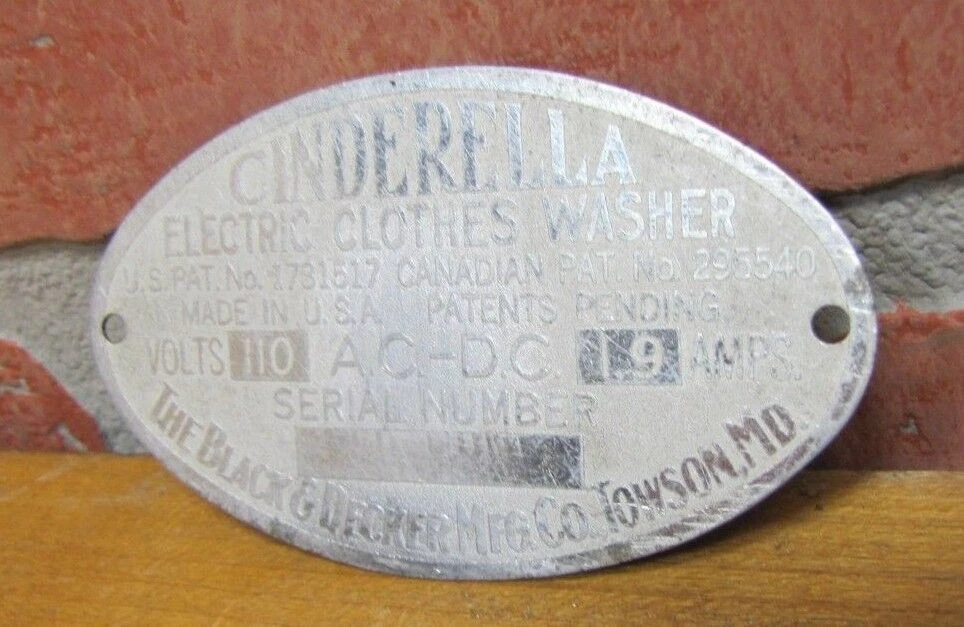 CINDERELLA
ELECTRIC CLOTHES WASHER
U.S. PAT. No. 1781517 CANADIAN PAT. No. 295540
MADE IN U.S.A. PATENTS PENDING
VOLTS 110 A.C.-D.C. 1.9 AMPS.
SERIAL NUMBER
THE BLACK & DECKER MFG. CO. TOWSON, MD.